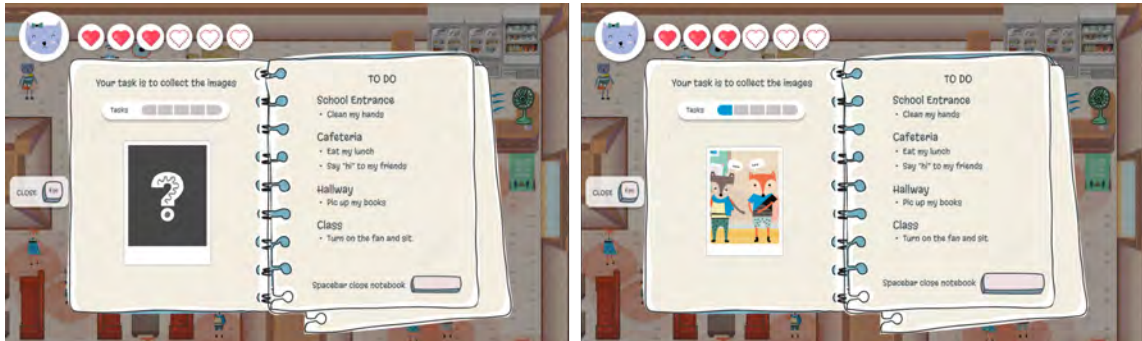 Your task is to collect the images
Tasks
CLOSE
TO DO
School Entrance
• Clean my hands
Cafeteria
• Eat my lunch
• Say "hi" to my friends
Hallway
• Pic up my books
Class
• Turn on the fan and sit.
Spacebar close notebook
Your task is to collect the images
Tasks
CLOSE
TO DO
School Entrance
• Clean my hands
Cafeteria
• Eat my lunch
• Say "hi" to my friends
Hallway
• Pic up my books
Class
• Turn on the fan and sit.
Spacebar close notebook